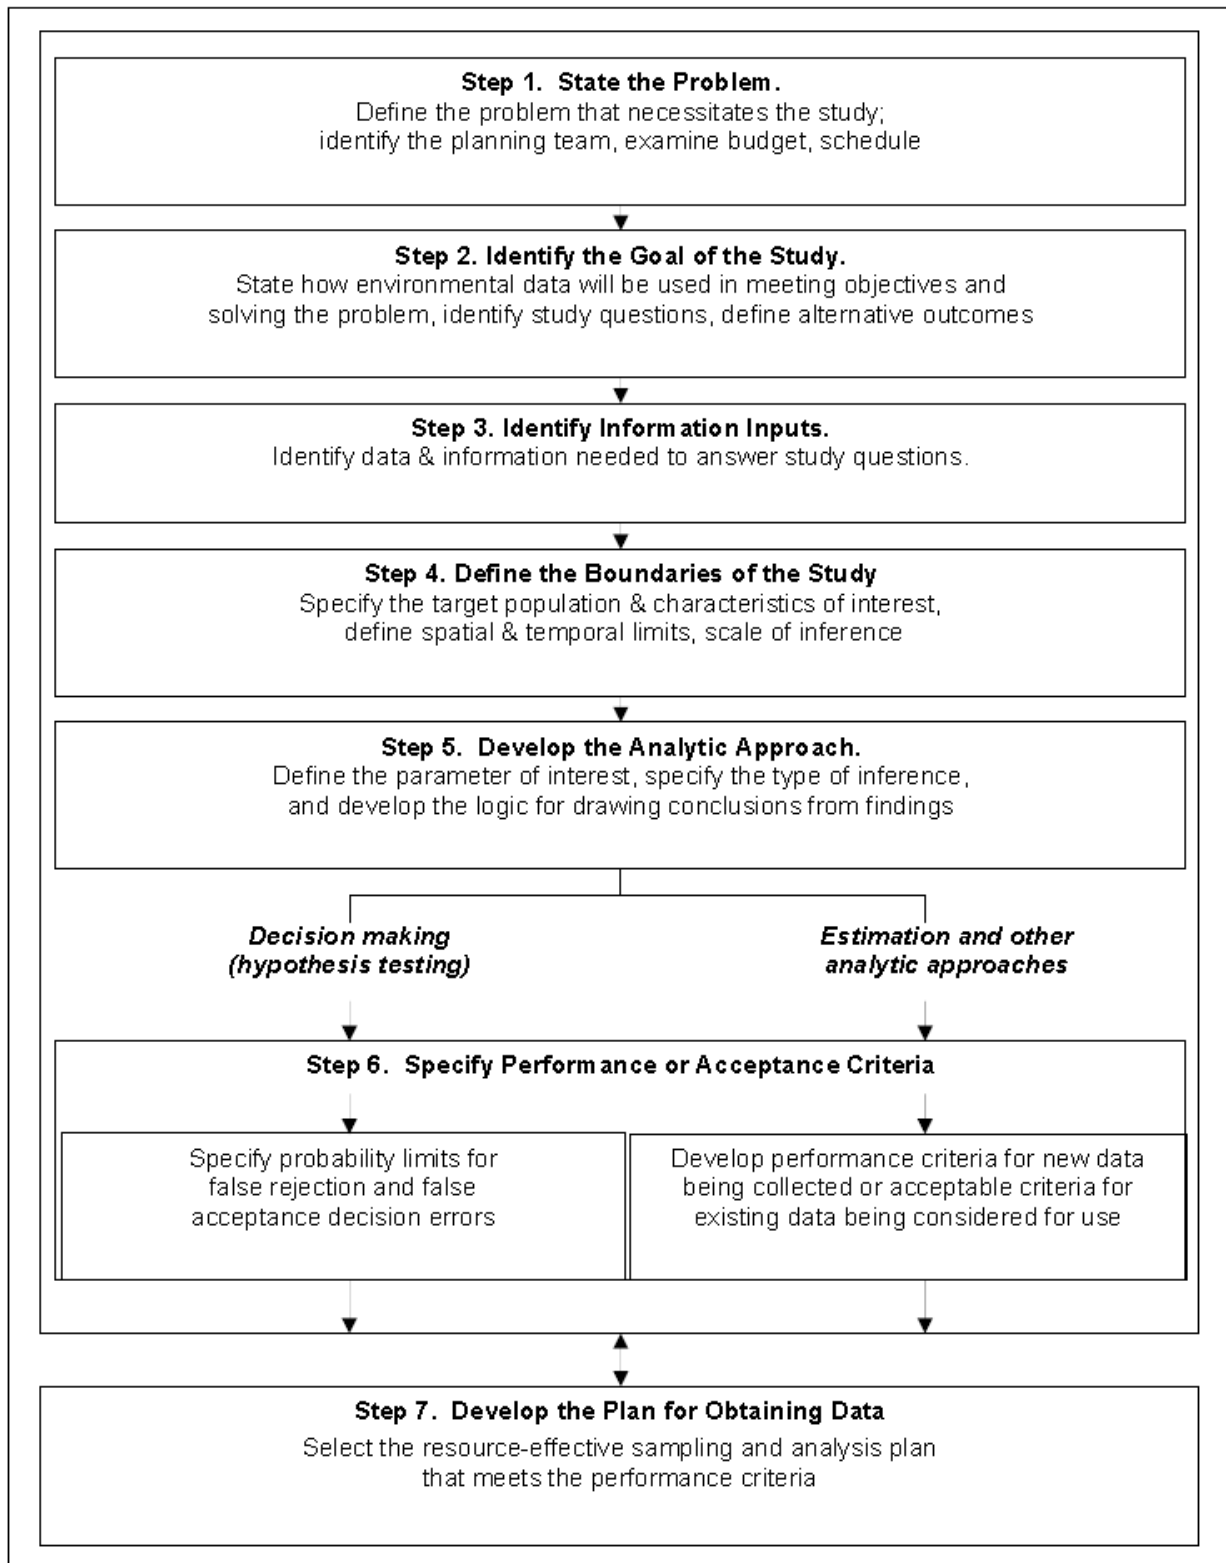 Step 1. State the Problem.
Define the problem that necessitates the study;
identify the planning team, examine budget, schedule
Step 2. Identify the Goal of the Study.
State how environmental data will be used in meeting objectives and
solving the problem, identify study questions, define alternative outcomes
Step 3. Identify Information Inputs.
Identify data & information needed to answer study questions.
Step 4. Define the Boundaries of the Study
Specify the target population & characteristics of interest,
define spatial & temporal limits, scale of inference
Step 5. Develop the Analytic Approach.
Define the parameter of interest, specify the type of inference,
and develop the logic for drawing conclusions from findings
Decision making
(hypothesis testing)
Estimation and other
analytic approaches
Step 6. Specify Performance or Acceptance Criteria
Specify probability limits for
false rejection and false
acceptance decision errors
Develop performance criteria for new data
being collected or acceptable criteria for
existing data being considered for use
Step 7. Develop the Plan for Obtaining Data
Select the resource-effective sampling and analysis plan
that meets the performance criteria